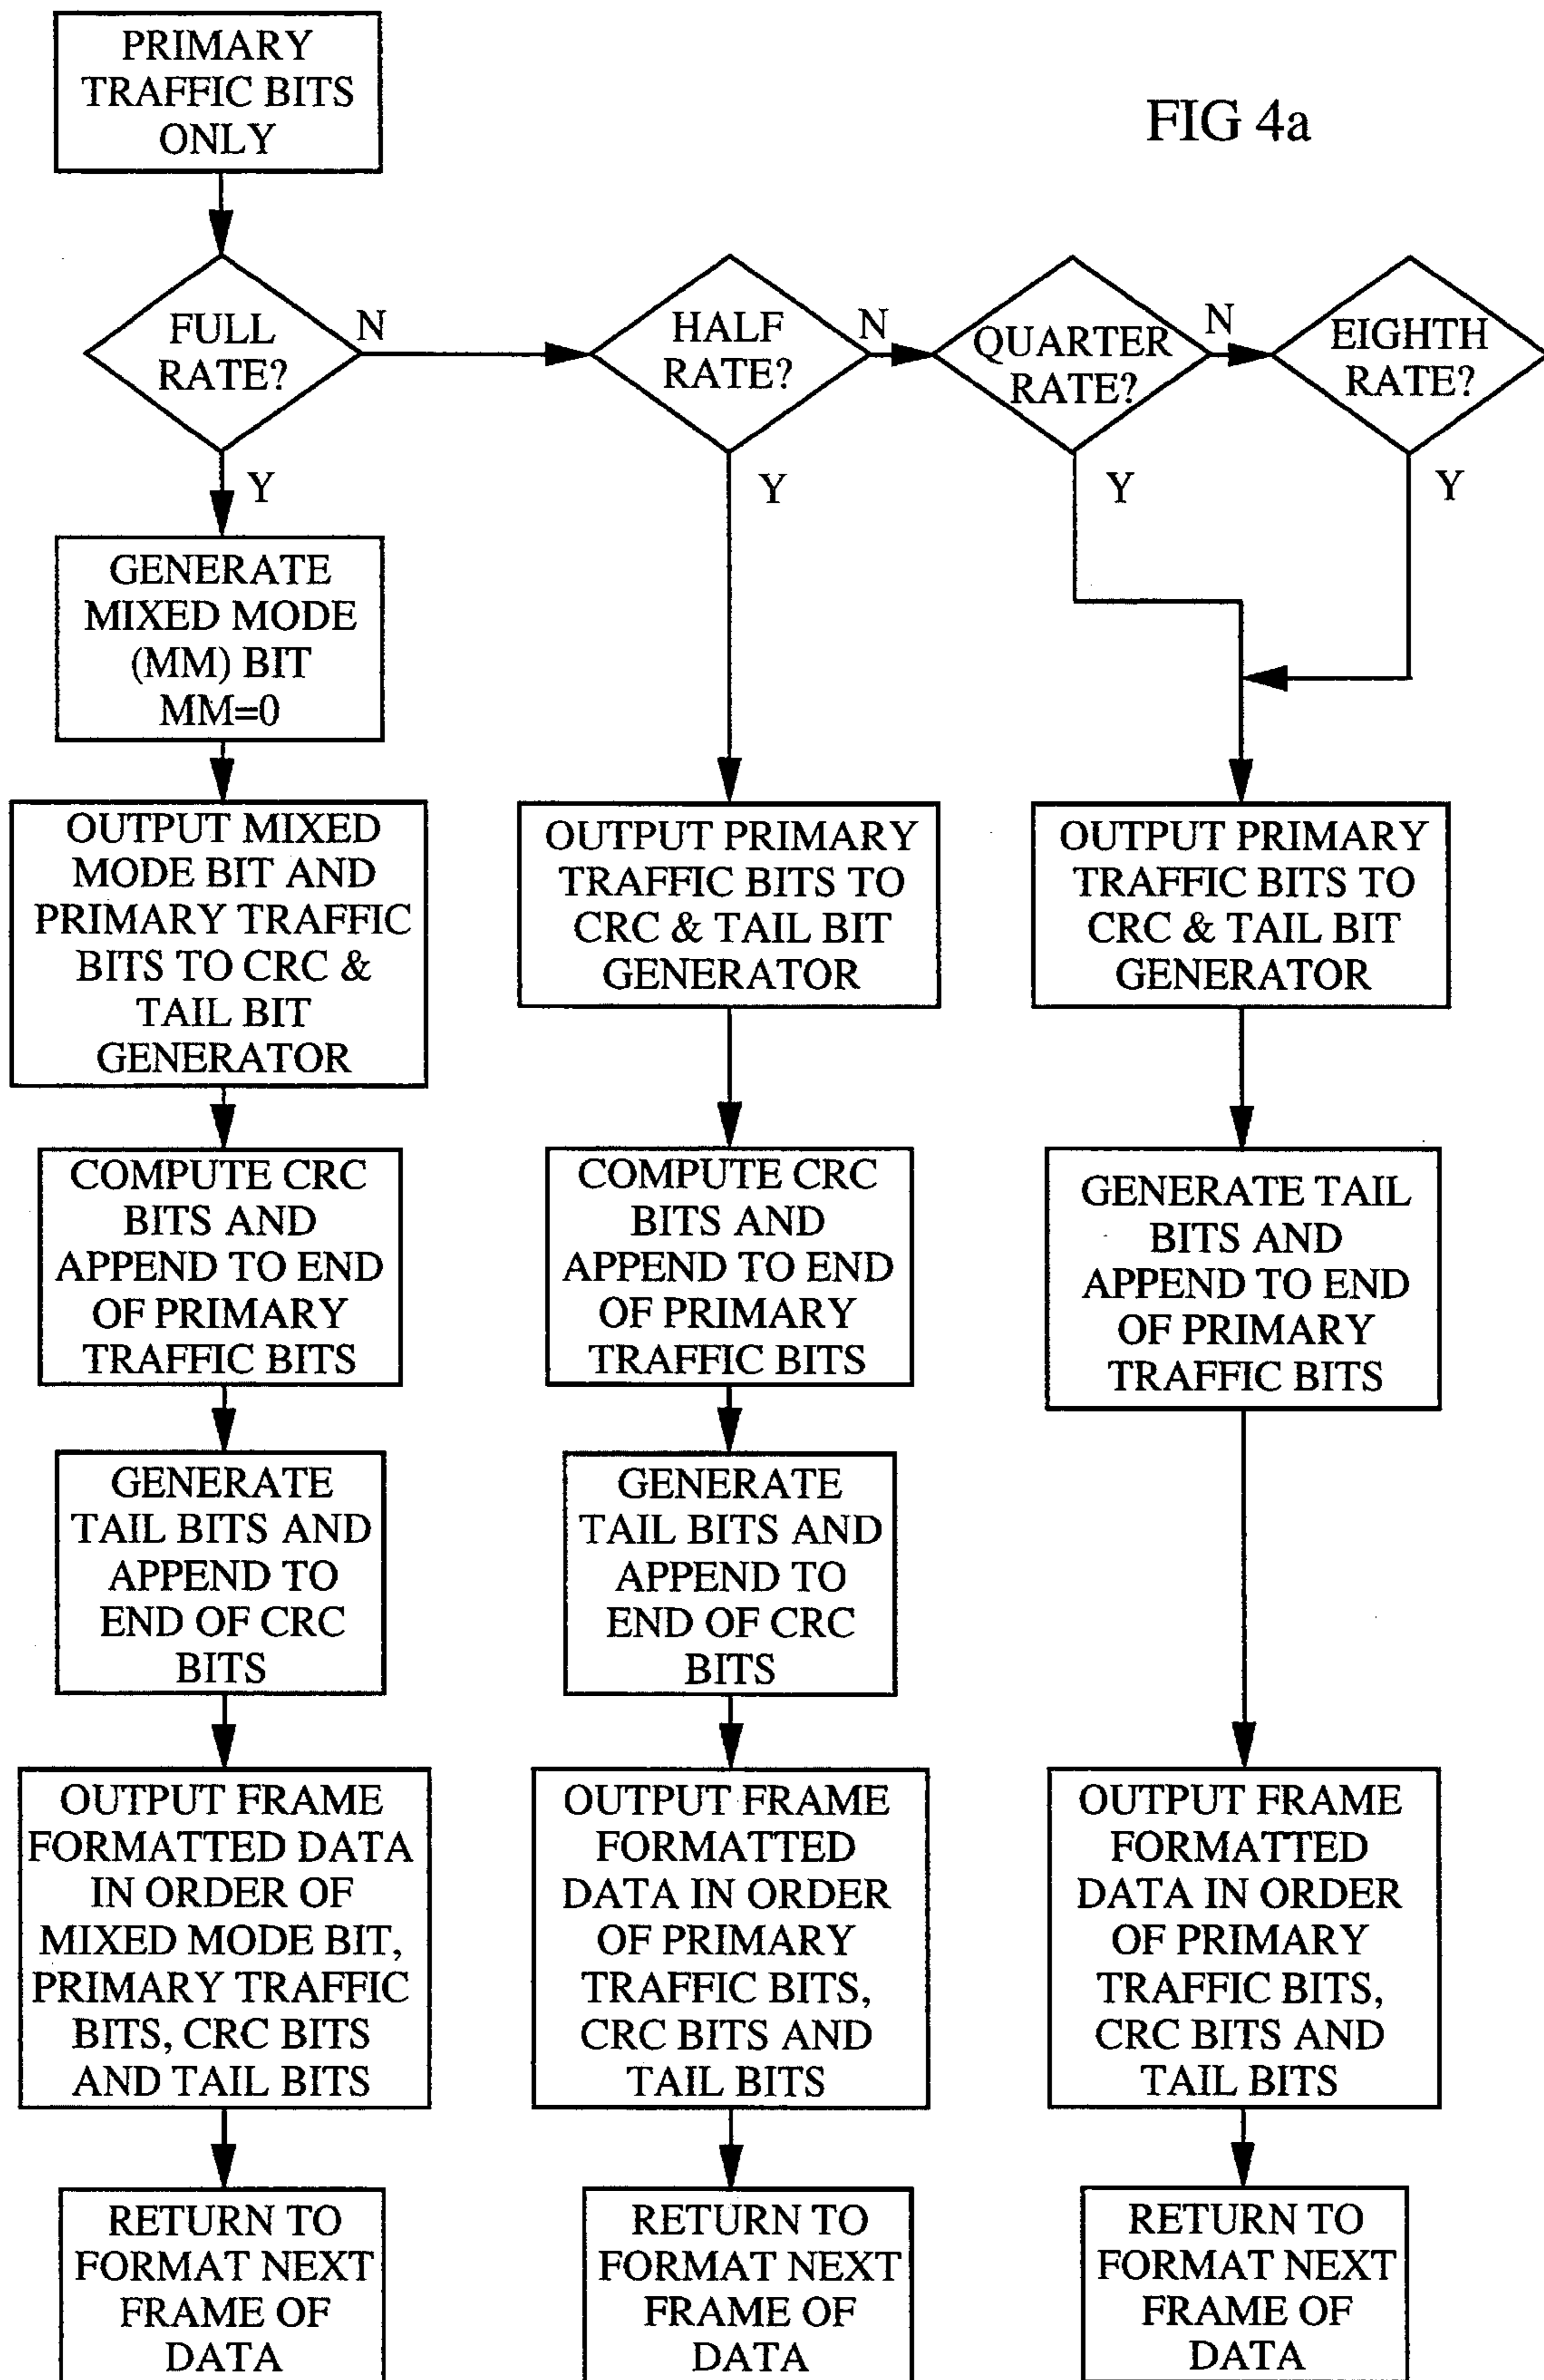 PRIMARY
TRAFFIC BITS
ONLY
FIG 4a
FULL
RATE?
N
HALF
RATE?
N
QUARTER
RATE?
N
EIGHTH
RATE?
Y
Y
Y
Y
GENERATE
MIXED MODE
(MM) BIT
MM=0
OUTPUT MIXED
MODE BIT AND
PRIMARY TRAFFIC
BITS TO CRC &
TAIL BIT
GENERATOR
OUTPUT PRIMARY
TRAFFIC BITS TO
CRC & TAIL BIT
GENERATOR
OUTPUT PRIMARY
TRAFFIC BITS TO
CRC & TAIL BIT
GENERATOR
COMPUTE CRC
BITS AND
APPEND TO END
OF PRIMARY
TRAFFIC BITS
COMPUTE CRC
BITS AND
APPEND TO END
OF PRIMARY
TRAFFIC BITS
GENERATE TAIL
BITS AND
APPEND TO END
OF PRIMARY
TRAFFIC BITS
GENERATE
TAIL BITS AND
APPEND TO
END OF CRC
BITS
GENERATE
TAIL BITS AND
APPEND TO
END OF CRC
BITS
OUTPUT FRAME
FORMATTED DATA
IN ORDER OF
MIXED MODE BIT,
PRIMARY TRAFFIC
BITS, CRC BITS
AND TAIL BITS
OUTPUT FRAME
FORMATTED
DATA IN ORDER
OF PRIMARY
TRAFFIC BITS,
CRC BITS AND
TAIL BITS
OUTPUT FRAME
FORMATTED
DATA IN ORDER
OF PRIMARY
TRAFFIC BITS,
CRC BITS AND
TAIL BITS
RETURN TO
FORMAT NEXT
FRAME OF
DATA
RETURN TO
FORMAT NEXT
FRAME OF
DATA
RETURN TO
FORMAT NEXT
FRAME OF
DATA